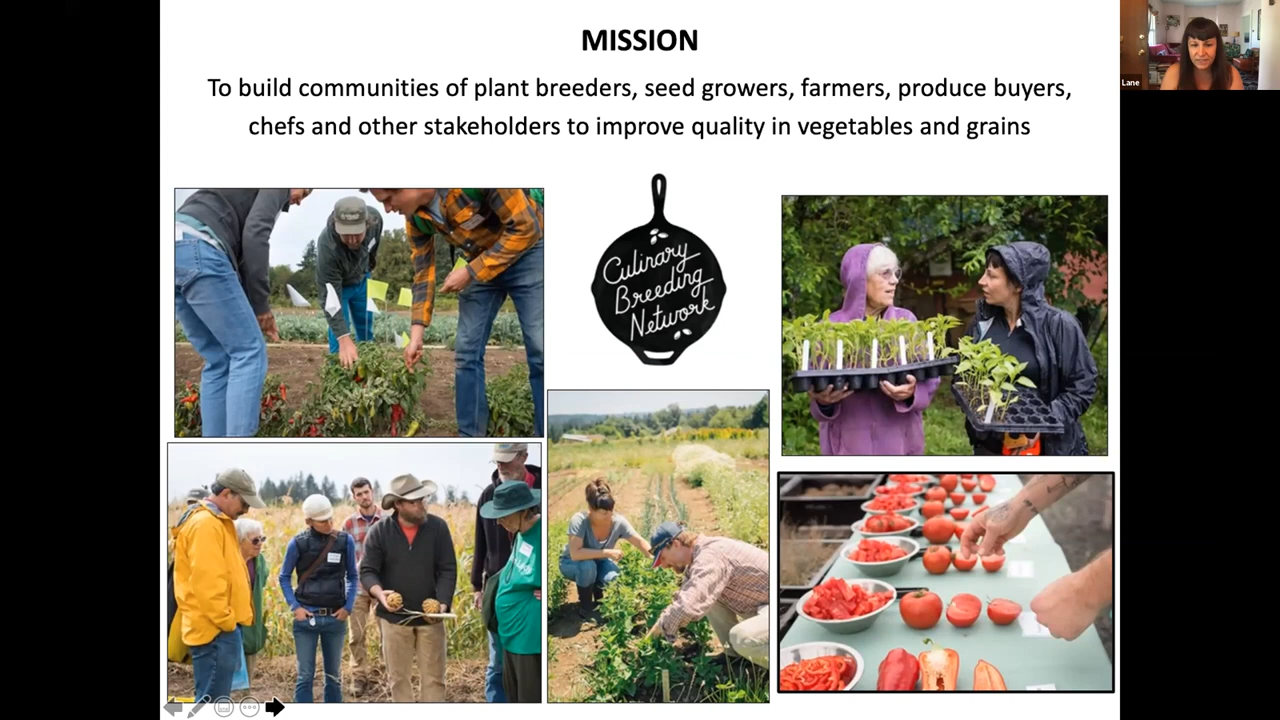 MISSION
To build communities of plant breeders, seed growers, farmers, produce buyers,
chefs and other stakeholders to improve quality in vegetables and grains
Culinary
Breeding
Network
Lane